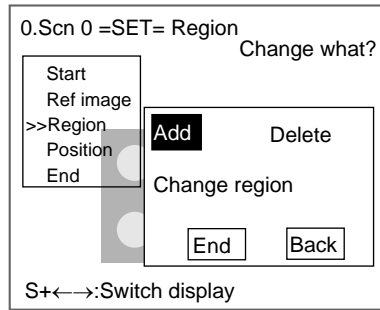 0.Scn 0 =SET= Region
Change what?
Start
Ref image
>>Region
Position
End
Add Delete
Change region
End Back
S+←→:Switch display